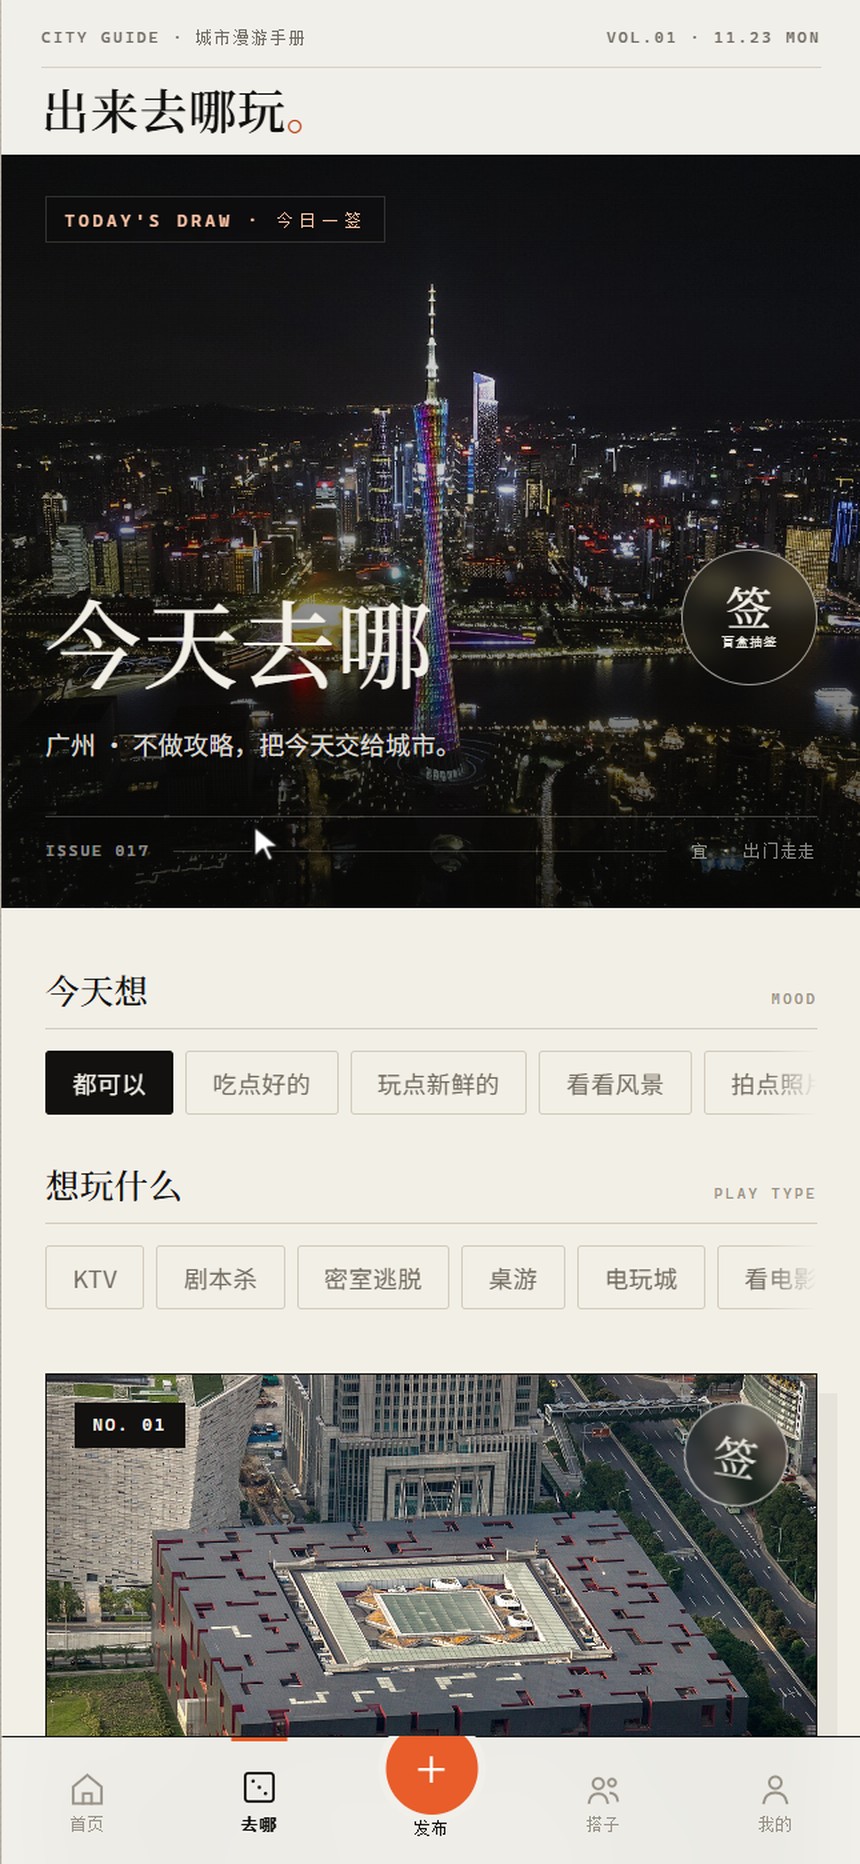 CITY GUIDE · 城市漫游手册
VOL.01 · 11.23 MON
出来去哪玩。
TODAY'S DRAW · 今日一签
今天去哪
签
盲盒抽签
广州 · 不做攻略，把今天交给城市。
ISSUE 017
宜 · 出门走走
今天想
MOOD
都可以
吃点好的
玩点新鲜的
看看风景
拍点照片
想玩什么
PLAY TYPE
KTV
剧本杀
密室逃脱
桌游
电玩城
看电影
NO. 01
签
首页
去哪
发布
搭子
我的